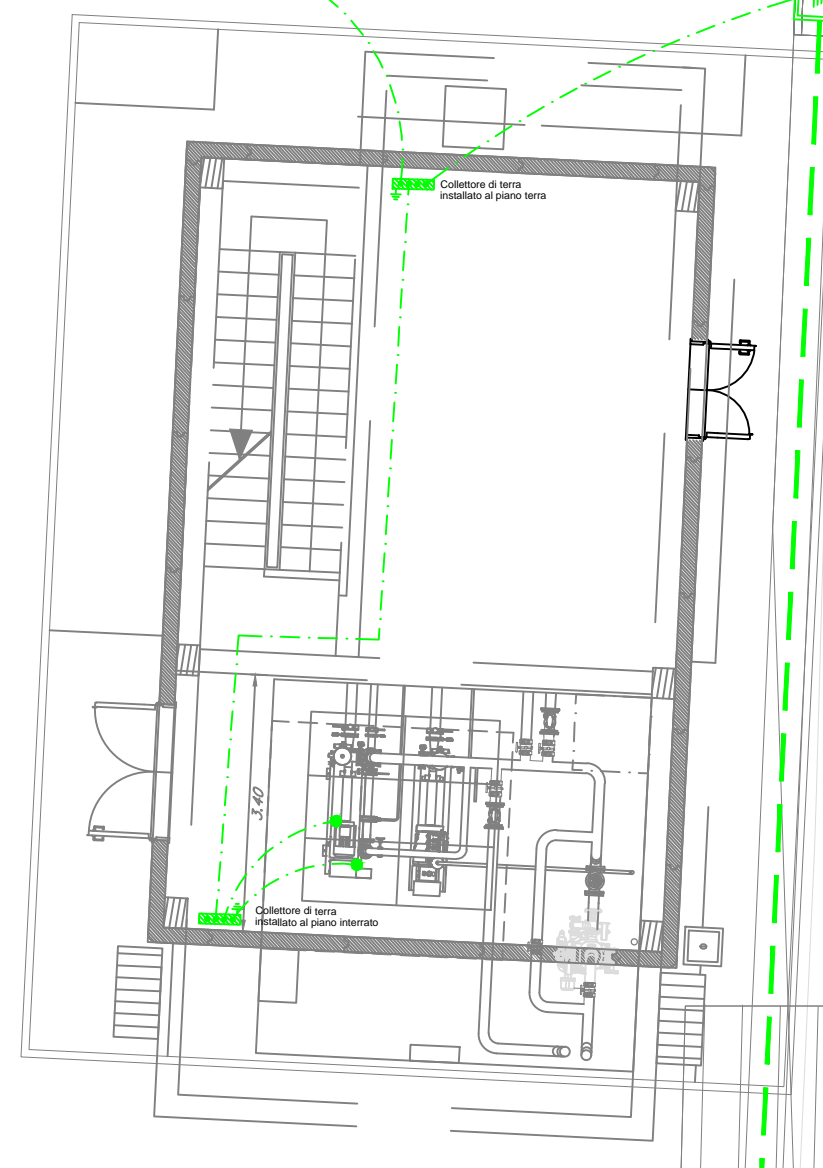 Collettore di terra
installato al piano terra
3.40
Collettore di terra
installato al piano interrato